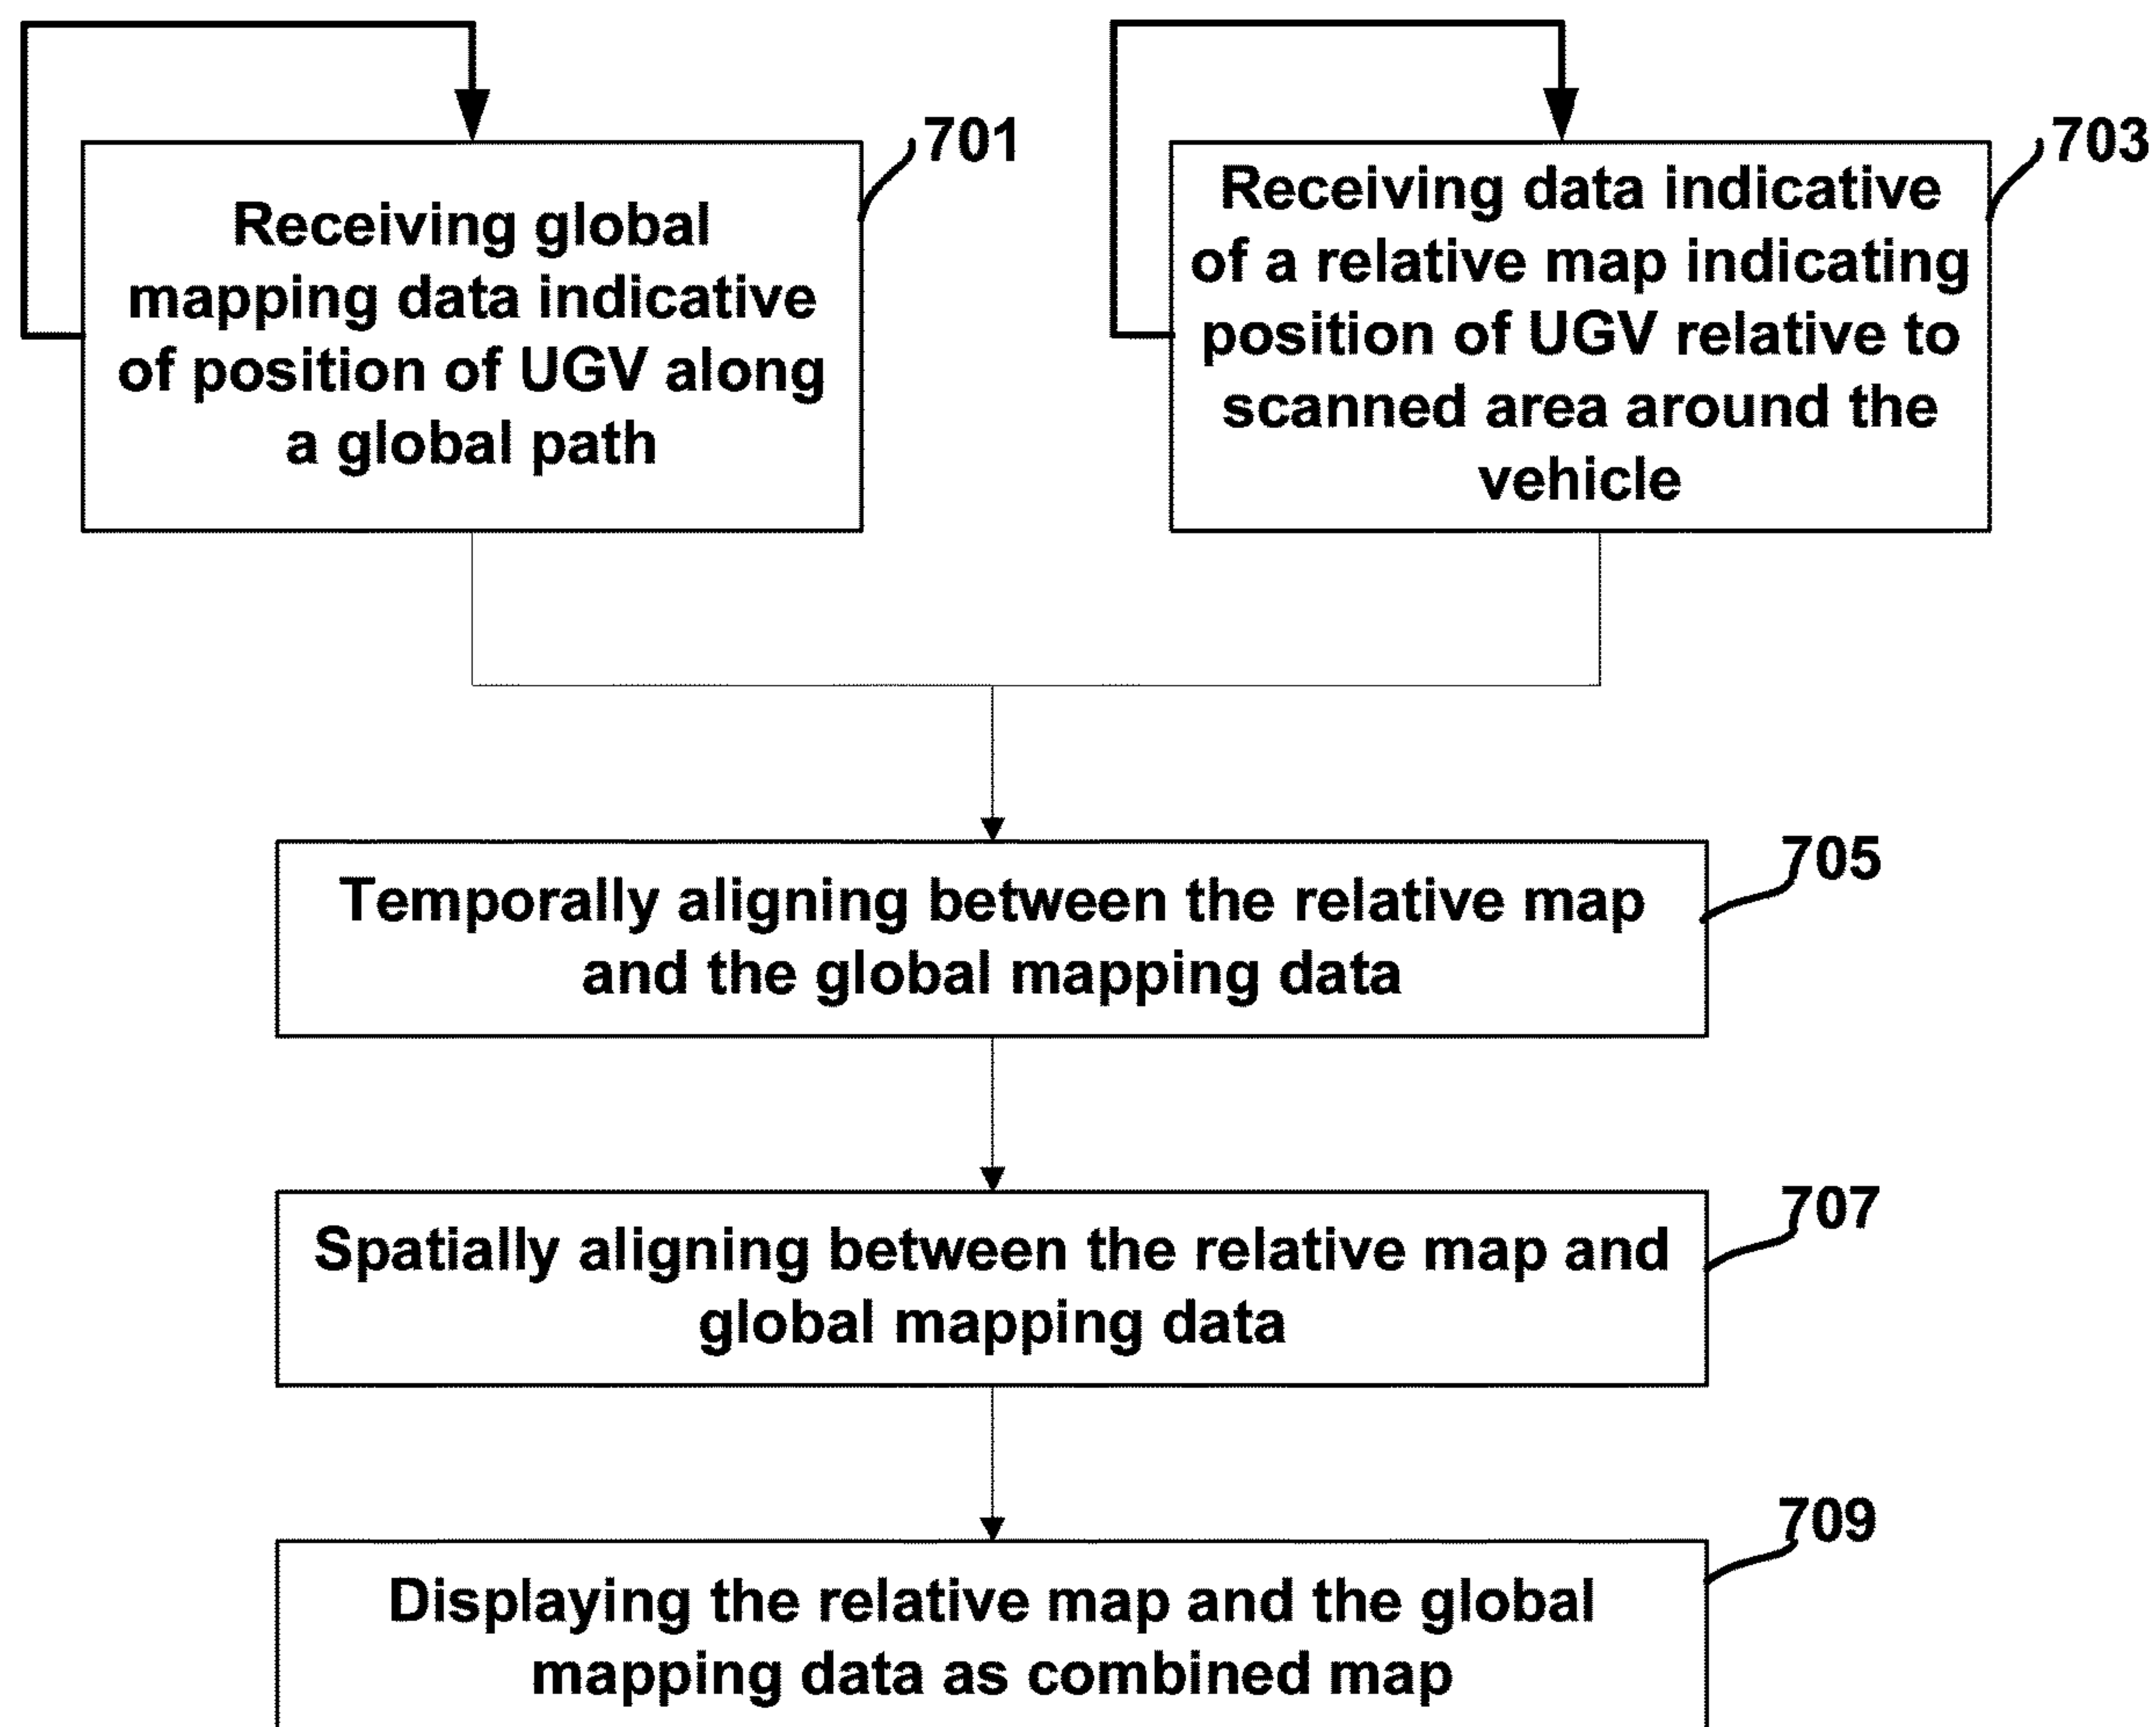 701
Receiving global
mapping data indicative
of position of UGV along
a global path
703
Receiving data indicative
of a relative map indicating
position of UGV relative to
scanned area around the
vehicle
705
Temporally aligning between the relative map
and the global mapping data
707
Spatially aligning between the relative map and
global mapping data
709
Displaying the relative map and the global
mapping data as combined map